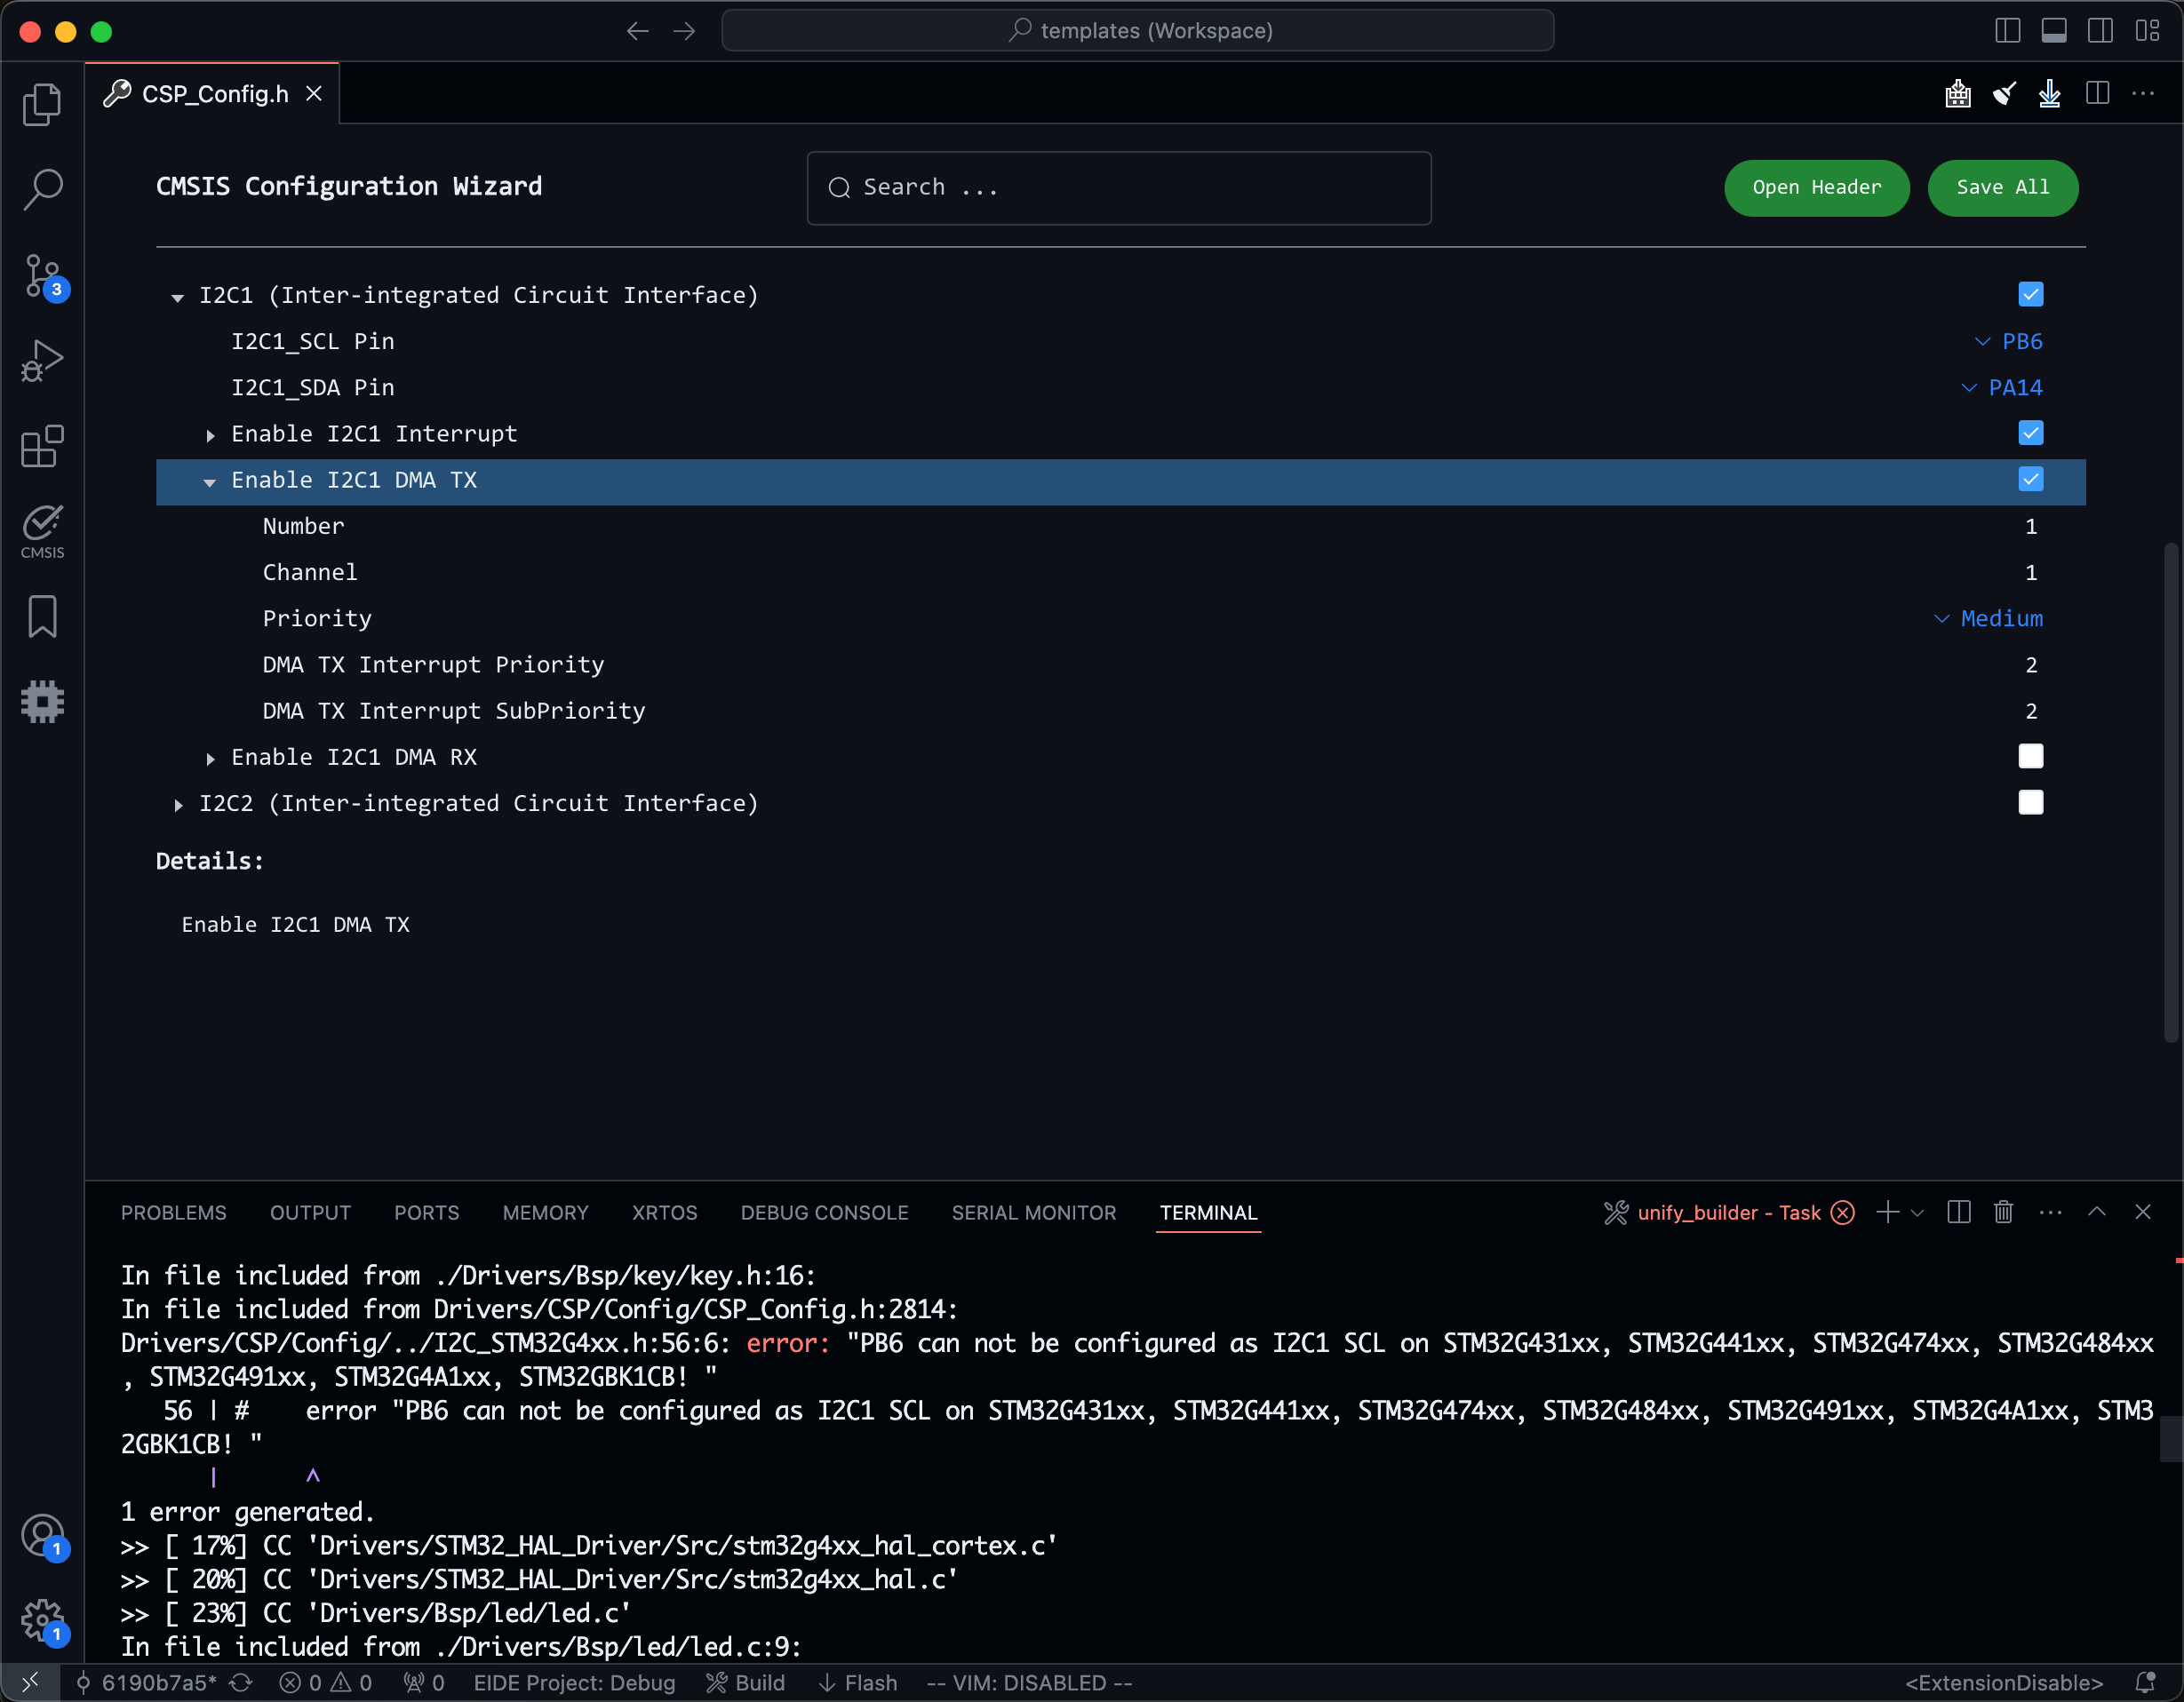 templates (Workspace)
CSP_Config.h
3
CMSIS Configuration Wizard
Search ...
Open Header
Save All
I2C1 (Inter-integrated Circuit Interface)
I2C1_SCL Pin
PB6
I2C1_SDA Pin
PA14
Enable I2C1 Interrupt
Enable I2C1 DMA TX
Number
1
Channel
1
Priority
Medium
DMA TX Interrupt Priority
2
DMA TX Interrupt SubPriority
2
Enable I2C1 DMA RX
I2C2 (Inter-integrated Circuit Interface)
CMSIS
Details:
Enable I2C1 DMA TX
PROBLEMS OUTPUT PORTS MEMORY XRTOS DEBUG CONSOLE SERIAL MONITOR TERMINAL
unify_builder - Task
In file included from ./Drivers/Bsp/key/key.h:16:
In file included from Drivers/CSP/Config/CSP_Config.h:2814:
Drivers/CSP/Config/../I2C_STM32G4xx.h:56:6: error: "PB6 can not be configured as I2C1 SCL on STM32G431xx, STM32G441xx, STM32G474xx, STM32G484xx
, STM32G491xx, STM32G4A1xx, STM32GBK1CB! "
56 | # error "PB6 can not be configured as I2C1 SCL on STM32G431xx, STM32G441xx, STM32G474xx, STM32G484xx, STM32G491xx, STM32G4A1xx, STM3
2GBK1CB! "
| ^
1 error generated.
>> [ 17%] CC 'Drivers/STM32_HAL_Driver/Src/stm32g4xx_hal_cortex.c'
>> [ 20%] CC 'Drivers/STM32_HAL_Driver/Src/stm32g4xx_hal.c'
>> [ 23%] CC 'Drivers/Bsp/led/led.c'
In file included from ./Drivers/Bsp/led/led.c:9:
1
1
6190b7a5* 0 0 0 EIDE Project: Debug Build Flash -- VIM: DISABLED -- <ExtensionDisable>